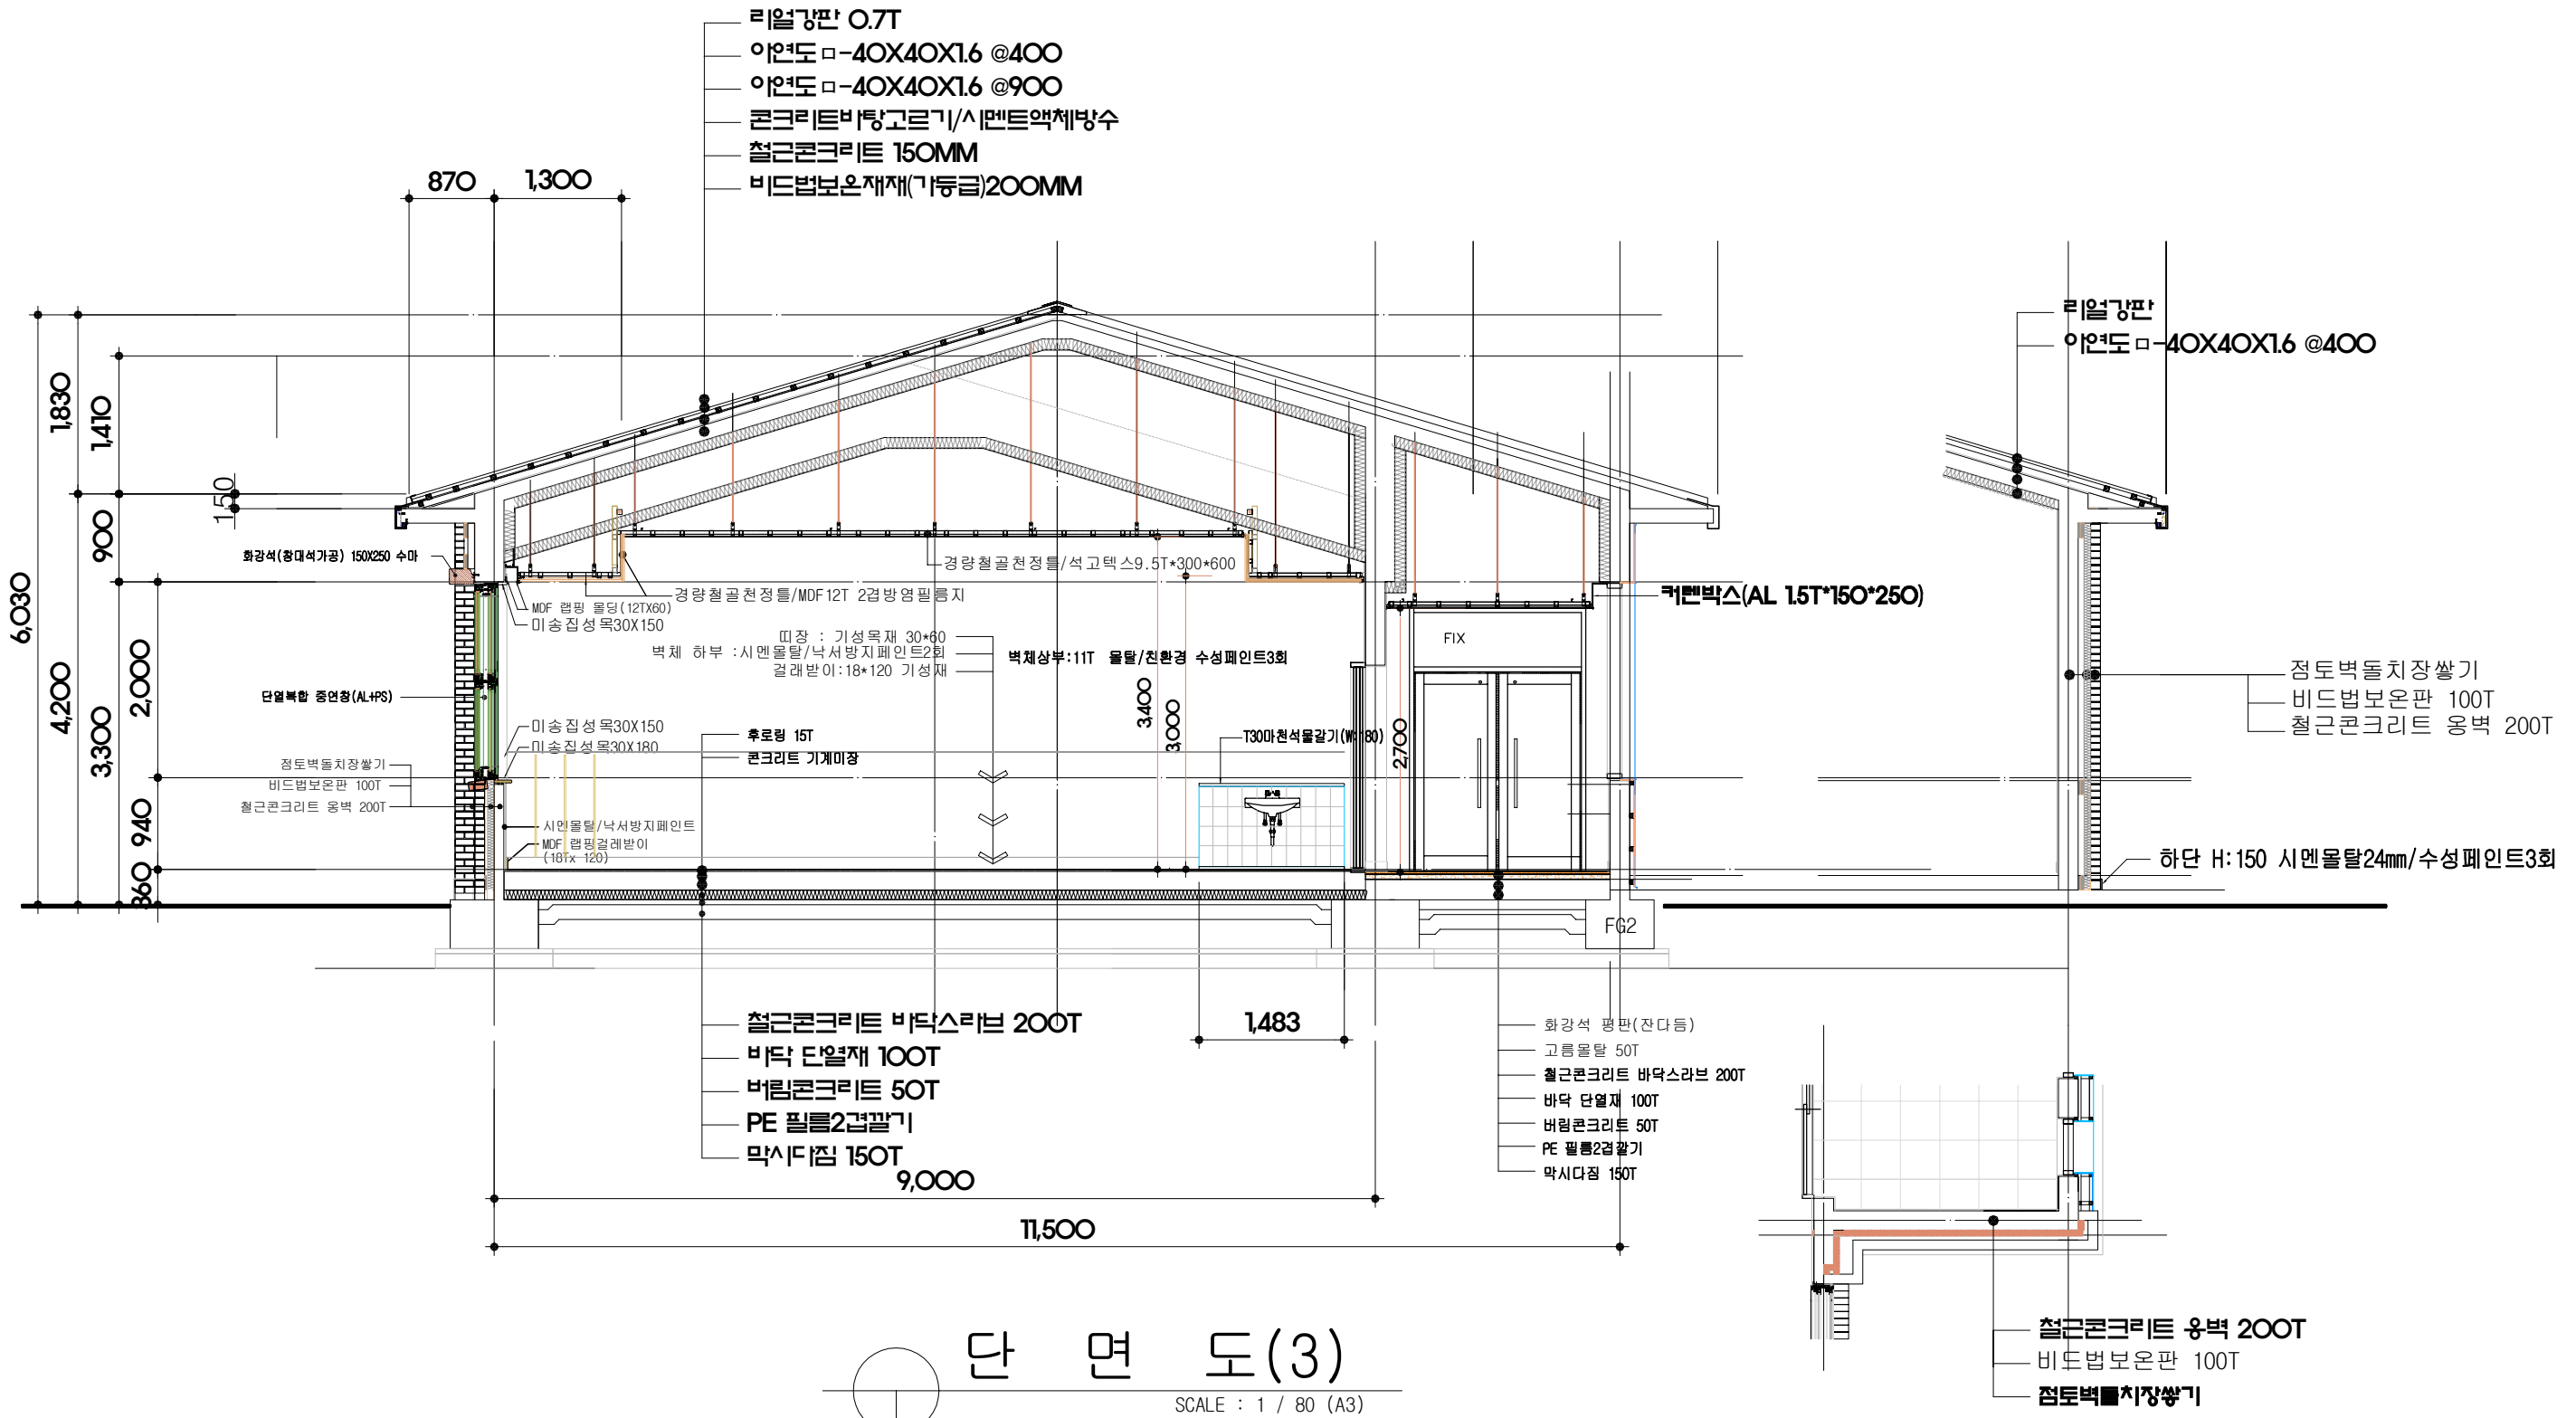 리얼강판 0.7T
아연도 ㅁ-40X40X1.6 @400
아연도 ㅁ-40X40X1.6 @900
콘크리트바탕고르기/시멘트액체방수
철근콘크리트 150MM
비드법보온재재(가등급)200MM
870
1,300
리얼강판
아연도 ㅁ-40X40X1.6 @400
6,030
1,830
4,200
1,410
900
3,300
150
2,000
940
360
화강석(창대석가공) 150X250 수마
MDF 랩핑 몰딩(12TX60)
미송집성목30X150
경량철골천정틀/석고텍스9.5T*300*600
경량철골천정틀/MDF12T 2겹방염필름지
띠장 : 기성목재 30*60
벽체 하부 :시멘몰탈/낙서방지페인트2회
걸레받이:18*120 기성재
벽체상부:11T 몰탈/친환경 수성페인트3회
커텐박스(AL 1.5T*150*250)
FIX
단열복합 중연창(AL+PS)
미송집성목30X150
미송집성목30X180
후로링 15T
콘크리트 기계미장
3,400
3,000
2,700
T30마천석물갈기(W:180)
점토벽돌치장쌓기
비드법보온판 100T
철근콘크리트 옹벽 200T
점토벽돌치장쌓기
비드법보온판 100T
철근콘크리트 옹벽 200T
시멘몰탈/낙서방지페인트
MDF 랩핑걸레받이
(18Tx 120)
하단 H:150 시멘몰탈24mm/수성페인트3회
FG2
철근콘크리트 바닥스라브 200T
바닥 단열재 100T
버림콘크리트 50T
PE 필름2겹깔기
막시다짐 150T
1,483
화강석 평판(잔다듬)
고름몰탈 50T
철근콘크리트 바닥스라브 200T
바닥 단열재 100T
버림콘크리트 50T
PE 필름2겹깔기
막시다짐 150T
9,000
11,500
철근콘크리트 옹벽 200T
비드법보온판 100T
점토벽돌치장쌓기
단 면 도(3)
SCALE : 1 / 80 (A3)